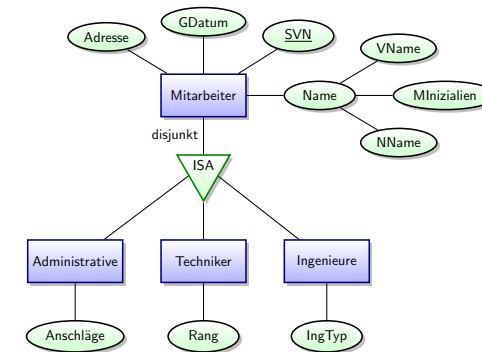 GDatum
Adresse
SVN
VName
Mitarbeiter
Name
MInizialien
NName
disjunkt
ISA
Administrative
Techniker
Ingenieure
Anschläge
Rang
IngTyp